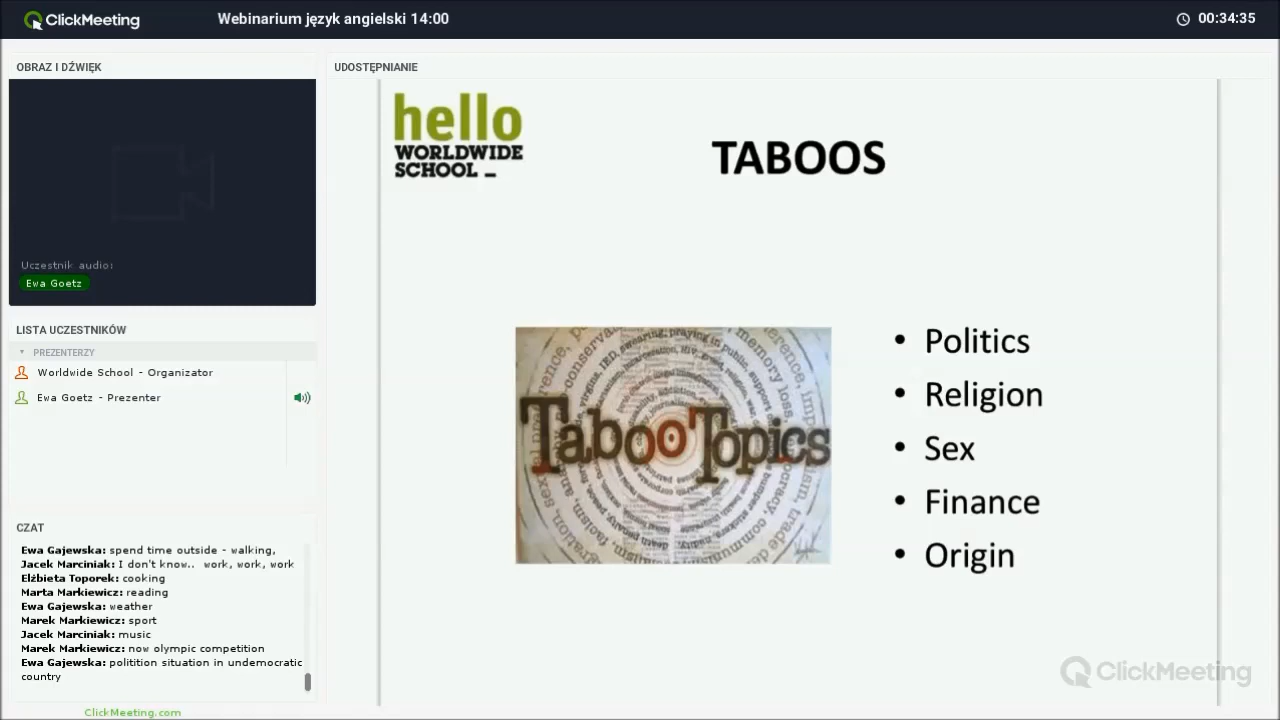 ClickMeeting
Webinarium język angielski 14:00
00:34:35
OBRAZ I DŹWIĘK
Uczestnik audio:
Ewa Goetz
LISTA UCZESTNIKÓW
PREZENTERZY
Worldwide School - Organizator
Ewa Goetz - Prezenter
CZAT
Ewa Gajewska: spend time outside - walking,
Jacek Marciniak: I don't know.. work, work, work
Elżbieta Toporek: cooking
Marta Markiewicz: reading
Ewa Gajewska: weather
Marek Markiewicz: sport
Jacek Marciniak: music
Marek Markiewicz: now olympic competition
Ewa Gajewska: politition situation in undemocratic
country
ClickMeeting.com
UDOSTĘPNIANIE
hello
WORLDWIDE
SCHOOL _
TABOOS
Taboo Topics
• Politics
• Religion
• Sex
• Finance
• Origin
ClickMeeting